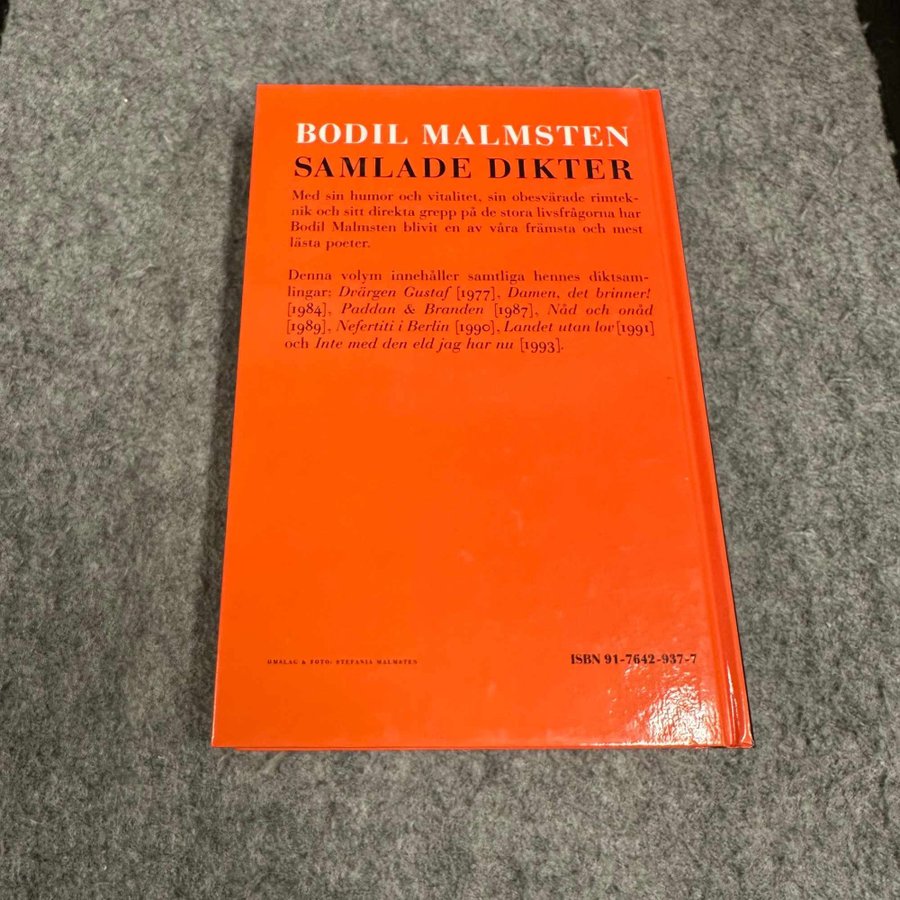 BODIL MALMSTEN
SAMLADE DIKTER
Med sin humor och vitalitet, sin obesvärade rimtek-
nik och sitt direkta grepp på de stora livsfrågorna har
Bodil Malmsten blivit en av våra främsta och mest
lästa poeter.
Denna volym innehåller samtliga hennes diktsam-
lingar: Dvärgen Gustaf [1977], Damen, det brinner!
[1984], Paddan & Branden [1987], Nåd och onåd
[1989], Nefertiti i Berlin [1990], Landet utan lov [1991]
och Inte med den eld jag har nu [1993].
OMSLAG & FOTO: STEFANIA MALMSTEN
ISBN 91-7642-937-7